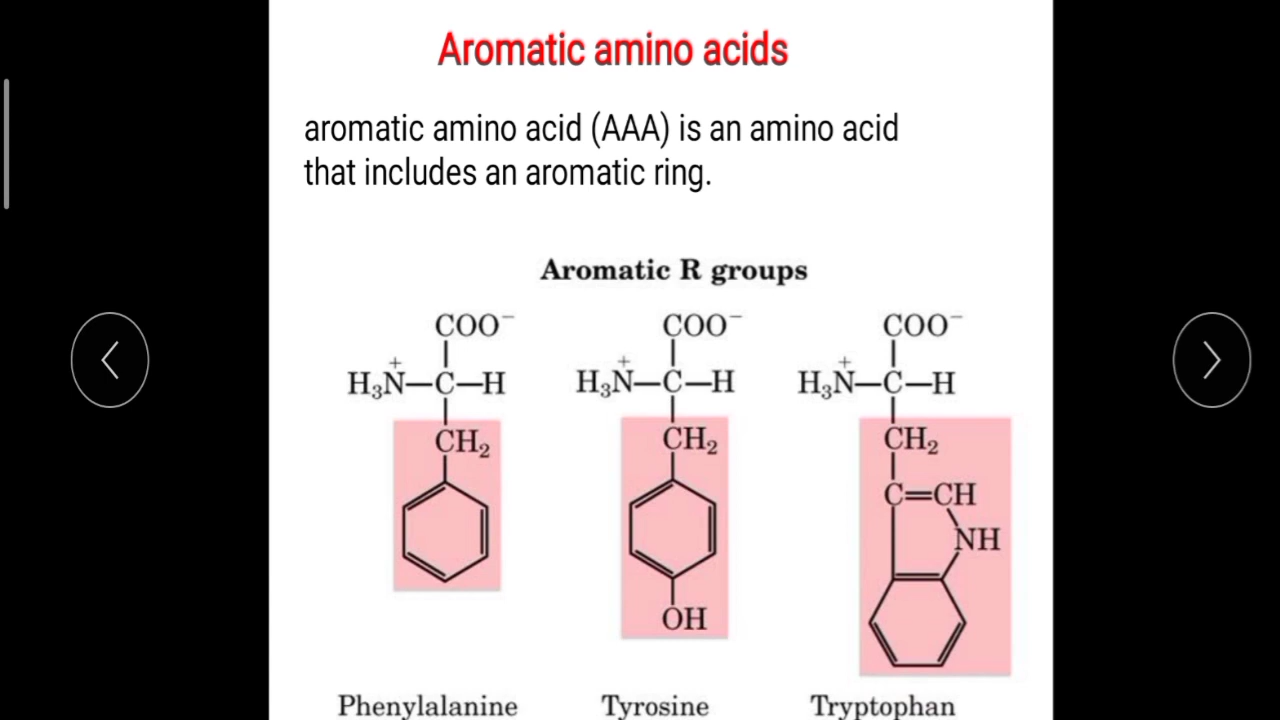 Aromatic amino acids
aromatic amino acid (AAA) is an amino acid
that includes an aromatic ring.
Aromatic R groups
COO⁻ COO⁻ COO⁻
H₃N⁺—C—H H₃N⁺—C—H H₃N⁺—C—H
CH₂ CH₂ CH₂
C=CH
NH
OH
Phenylalanine Tyrosine Tryptophan